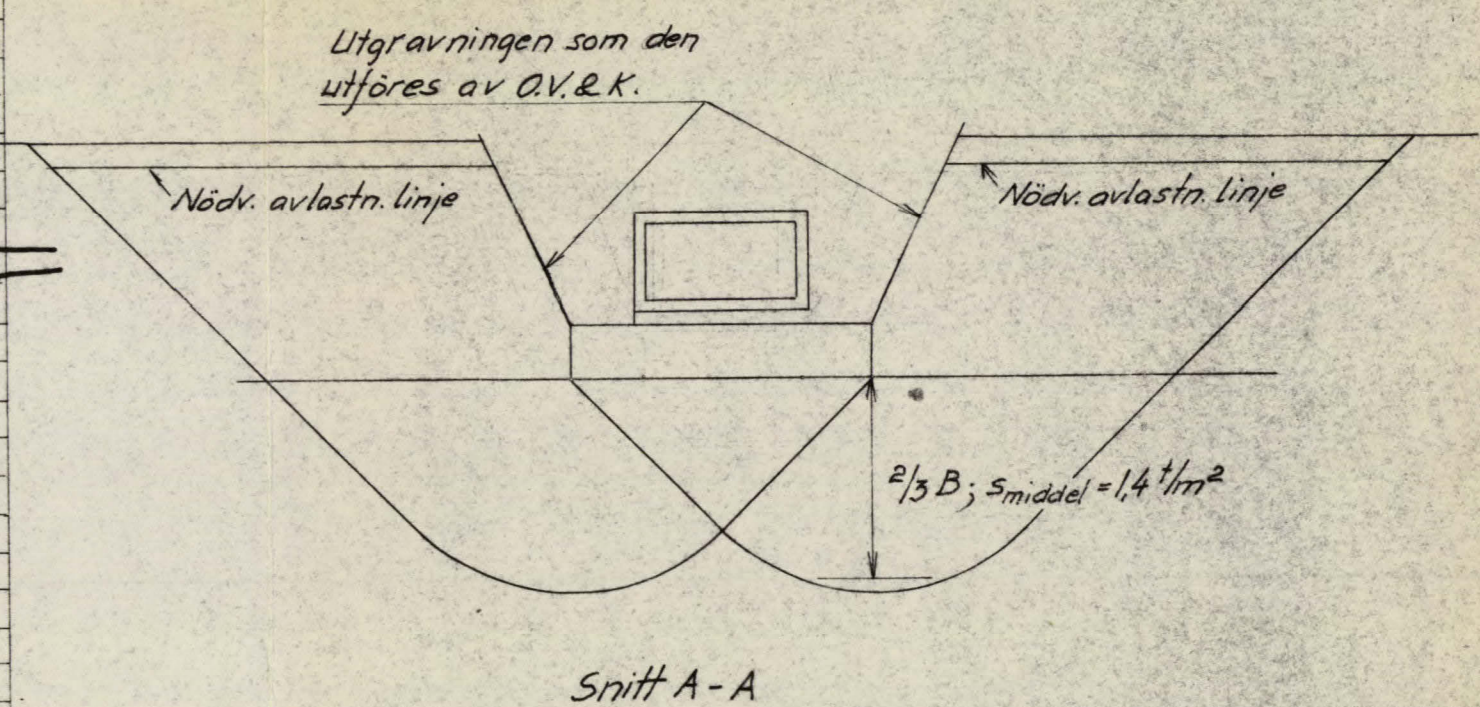 Utgravningen som den
utföres av O.V.& K.
Nödv. avlastn. linje
Nödv. avlastn. linje
2/3 B; smiddel = 1,4 t/m²
Snitt A - A